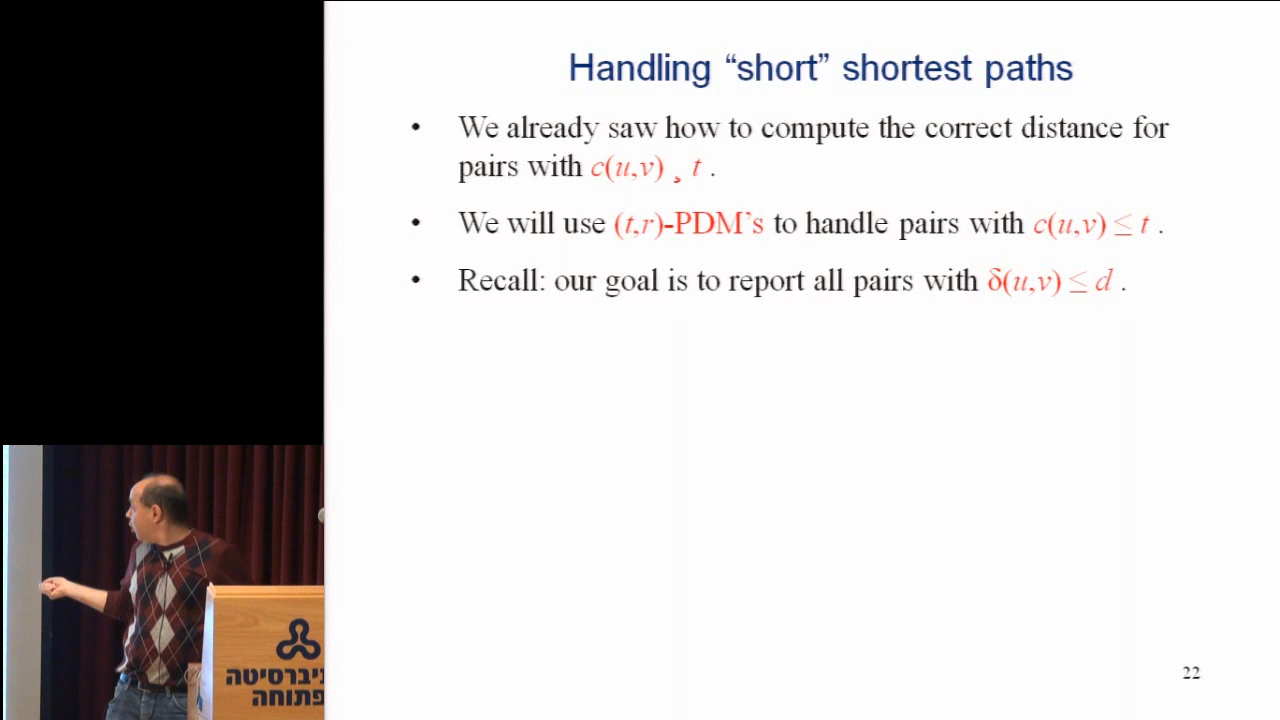 Handling “short” shortest paths
• We already saw how to compute the correct distance for
pairs with c(u,v) ¸ t .
• We will use (t,r)-PDM’s to handle pairs with c(u,v) ≤ t .
• Recall: our goal is to report all pairs with δ(u,v) ≤ d .
יברסיטה
פתוחה
22